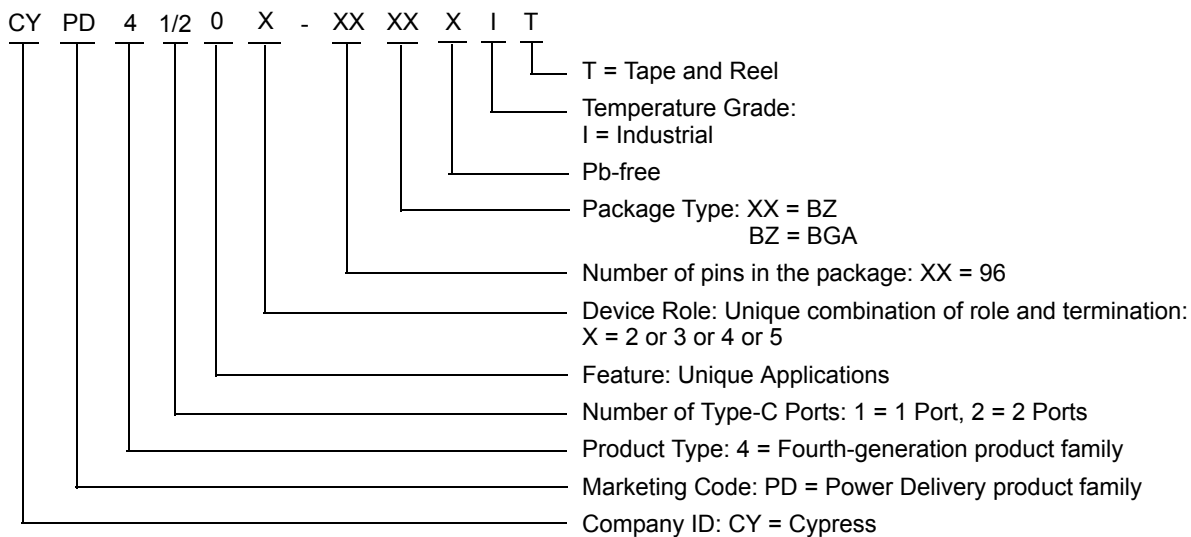 CY PD 4 1/2 0 X - XX XX X I T
T = Tape and Reel
Temperature Grade:
I = Industrial
Pb-free
Package Type: XX = BZ
BZ = BGA
Number of pins in the package: XX = 96
Device Role: Unique combination of role and termination:
X = 2 or 3 or 4 or 5
Feature: Unique Applications
Number of Type-C Ports: 1 = 1 Port, 2 = 2 Ports
Product Type: 4 = Fourth-generation product family
Marketing Code: PD = Power Delivery product family
Company ID: CY = Cypress